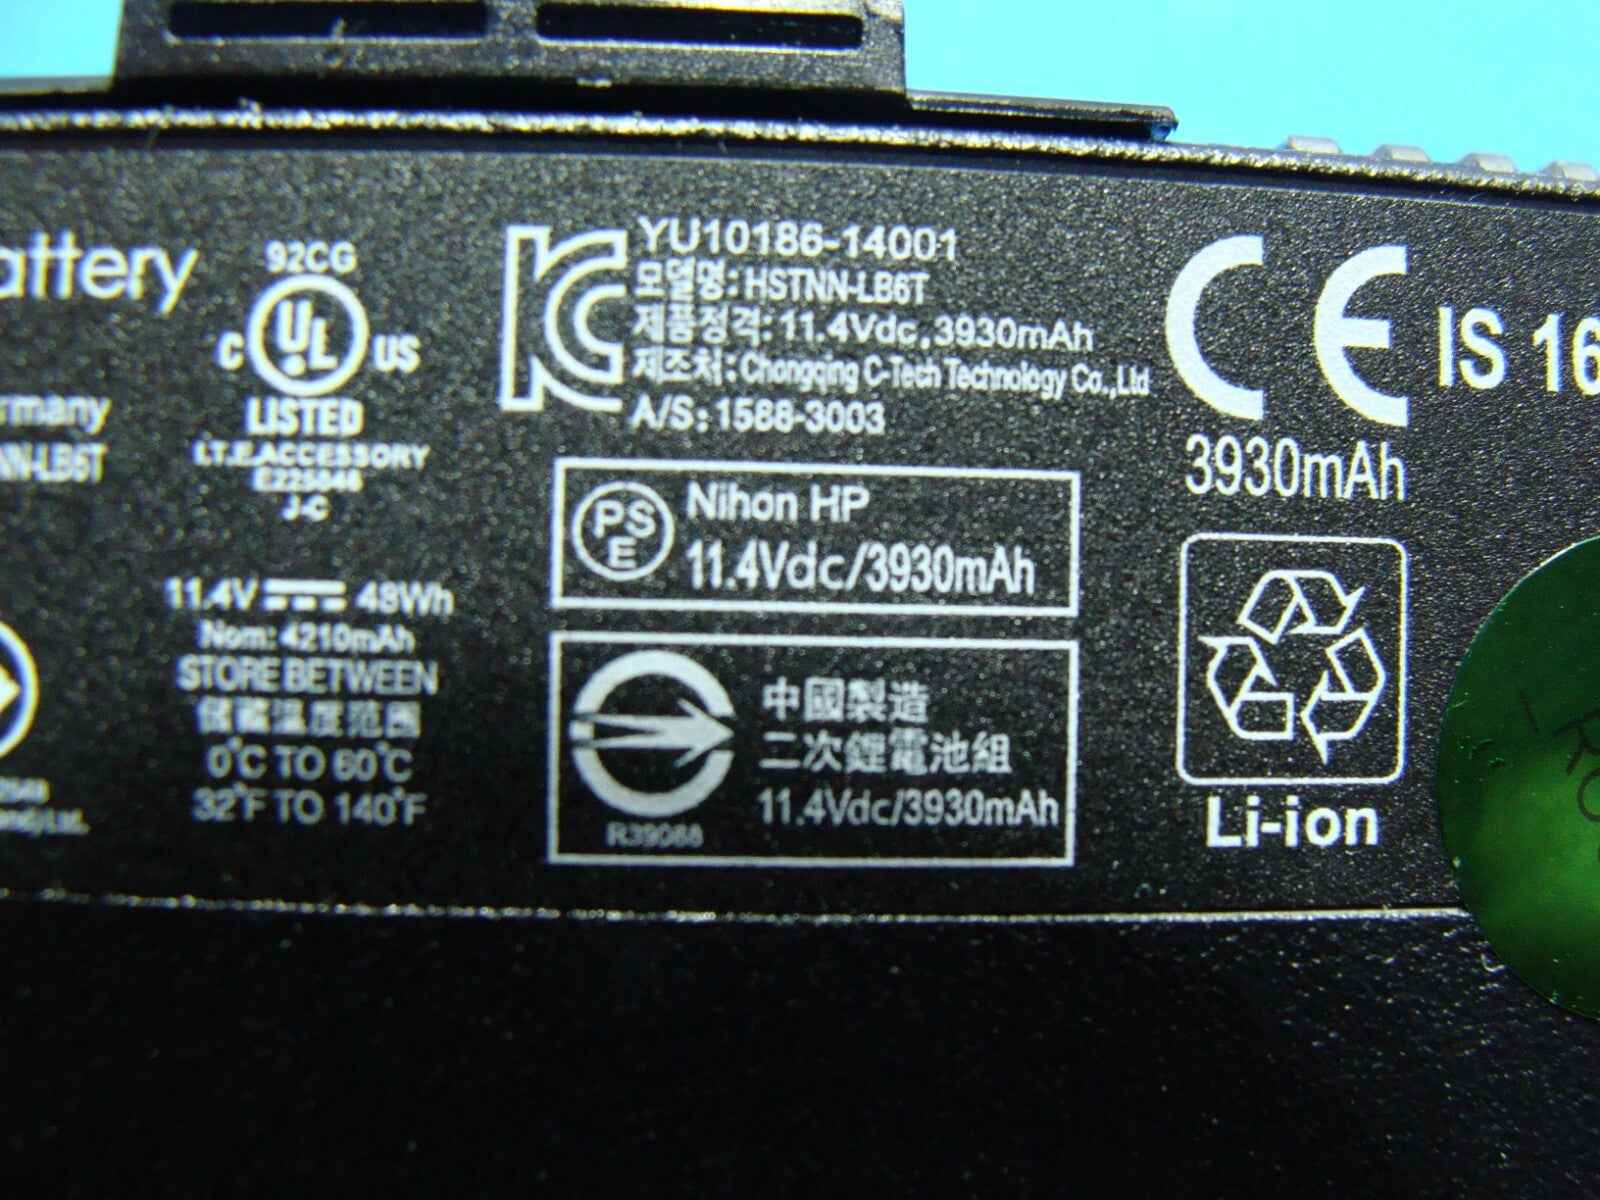 attery
rmany
NN-LB6T
92CG
C UL US
LISTED
I.T.E. ACCESSORY
J-C
11.4V 48Wh
Nom: 4210mAh
STORE BETWEEN
儲藏溫度范圍
0°C TO 60°C
32°F TO 140°F
YU10186-14001
모델명: HSTNN-LB6T
제품정격: 11.4Vdc, 3930mAh
제조처: Chongqing C-Tech Technology Co.,Ltd
A/S: 1588-3003
PS
E
Nihon HP
11.4Vdc/3930mAh
中國製造
二次鋰電池組
11.4Vdc/3930mAh
CE IS 16
3930mAh
Li-ion